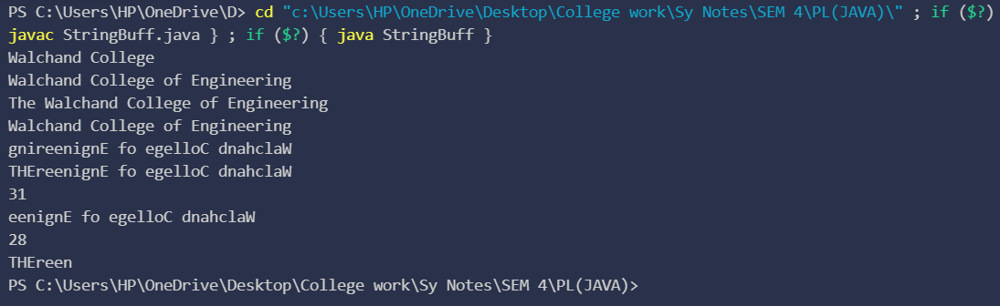 PS C:\Users\HP\OneDrive\D> cd "c:\Users\HP\OneDrive\Desktop\College work\Sy Notes\SEM 4\PL(JAVA)\" ; if ($?)
javac StringBuff.java } ; if ($?) { java StringBuff }
Walchand College
Walchand College of Engineering
The Walchand College of Engineering
Walchand College of Engineering
gnireenignE fo egelloC dnahclaW
THEreenignE fo egelloC dnahclaW
31
eenignE fo egelloC dnahclaW
28
THEreen
PS C:\Users\HP\OneDrive\Desktop\College work\Sy Notes\SEM 4\PL(JAVA)>